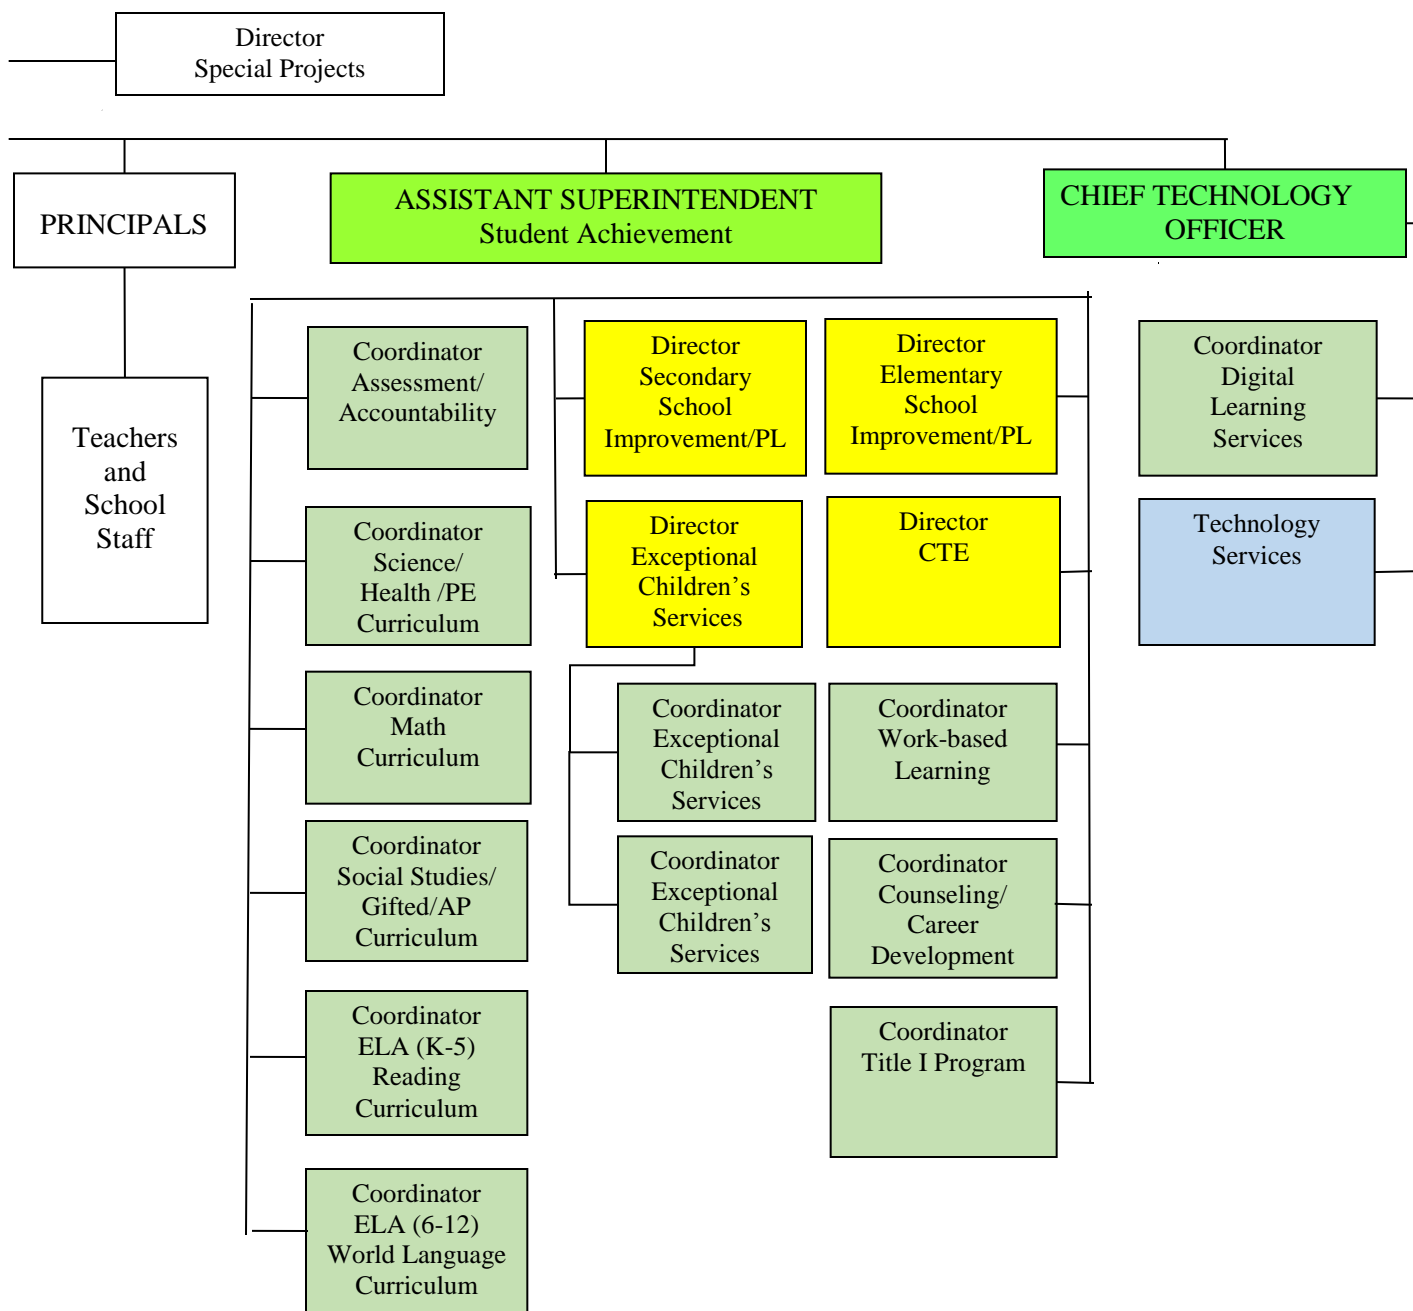 Director
Special Projects
PRINCIPALS
ASSISTANT SUPERINTENDENT
Student Achievement
CHIEF TECHNOLOGY
OFFICER
Teachers
and
School
Staff
Coordinator
Assessment/
Accountability
Director
Secondary
School
Improvement/PL
Director
Elementary
School
Improvement/PL
Coordinator
Digital
Learning
Services
Coordinator
Science/
Health /PE
Curriculum
Director
Exceptional
Children’s
Services
Director
CTE
Technology
Services
Coordinator
Math
Curriculum
Coordinator
Exceptional
Children’s
Services
Coordinator
Work-based
Learning
Coordinator
Social Studies/
Gifted/AP
Curriculum
Coordinator
Exceptional
Children’s
Services
Coordinator
Counseling/
Career
Development
Coordinator
ELA (K-5)
Reading
Curriculum
Coordinator
Title I Program
Coordinator
ELA (6-12)
World Language
Curriculum